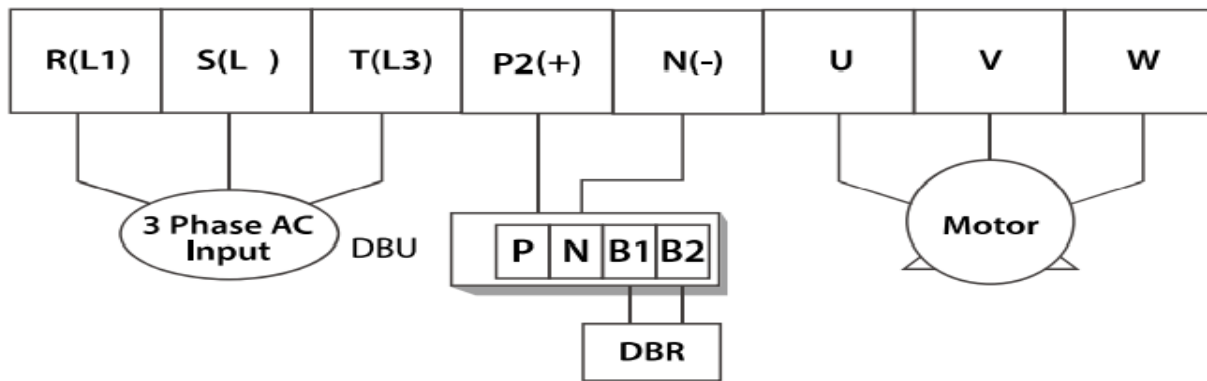 R(L1) S(L ) T(L3) P2(+) N(-) U V W
3 Phase AC
Input
DBU
P N B1 B2
Motor
DBR